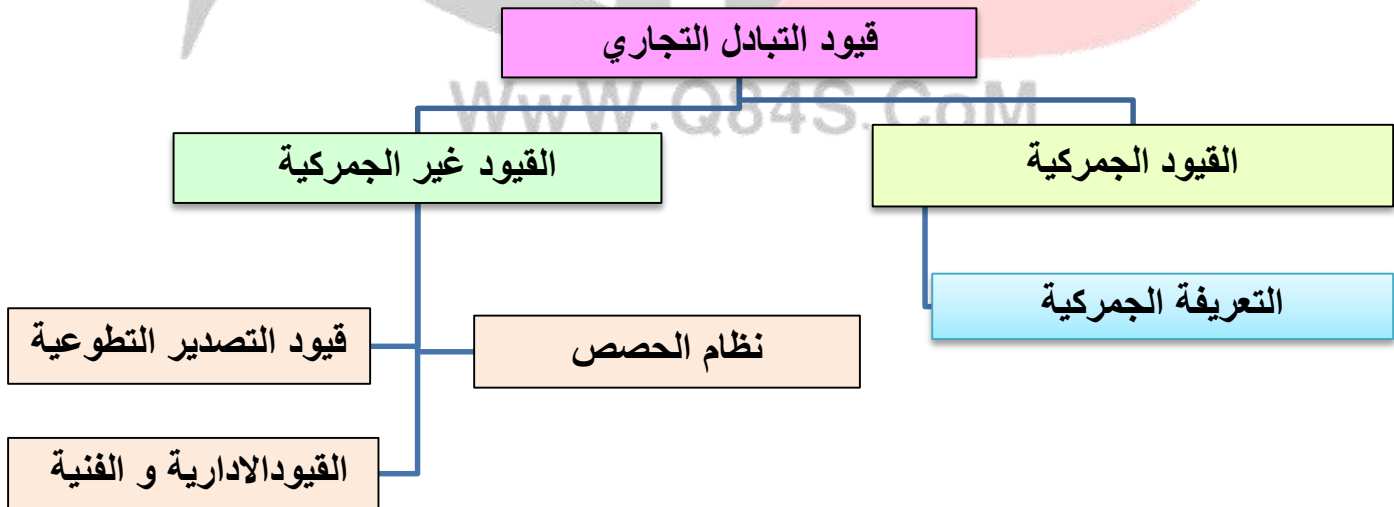 قيود التبادل التجاري
WwW.Q84S.CoM
القيود الجمركية
القيود غير الجمركية
التعريفة الجمركية
نظام الحصص
قيود التصدير التطوعية
القيودالادارية و الفنية